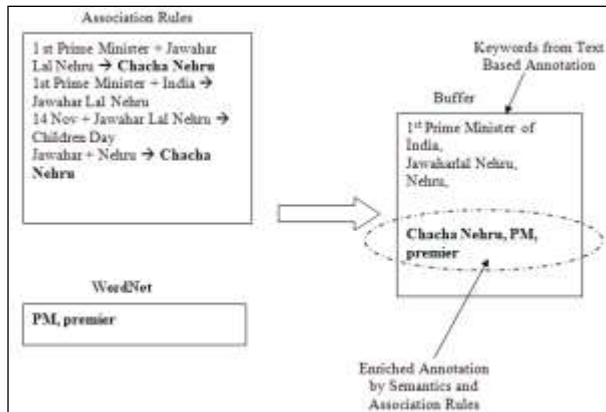 Association Rules
1 st Prime Minister + Jawahar
Lal Nehru → Chacha Nehru
1st Prime Minister + India →
Jawahar Lal Nehru
14 Nov + Jawahar Lal Nehru →
Children Day
Jawahar + Nehru → Chacha
Nehru
WordNet
PM, premier
Keywords from Text
Based Annotation
Buffer
1st Prime Minister of
India,
Jawaharlal Nehru,
Nehru,
Chacha Nehru, PM,
premier
Enriched Annotation
by Semantics and
Association Rules